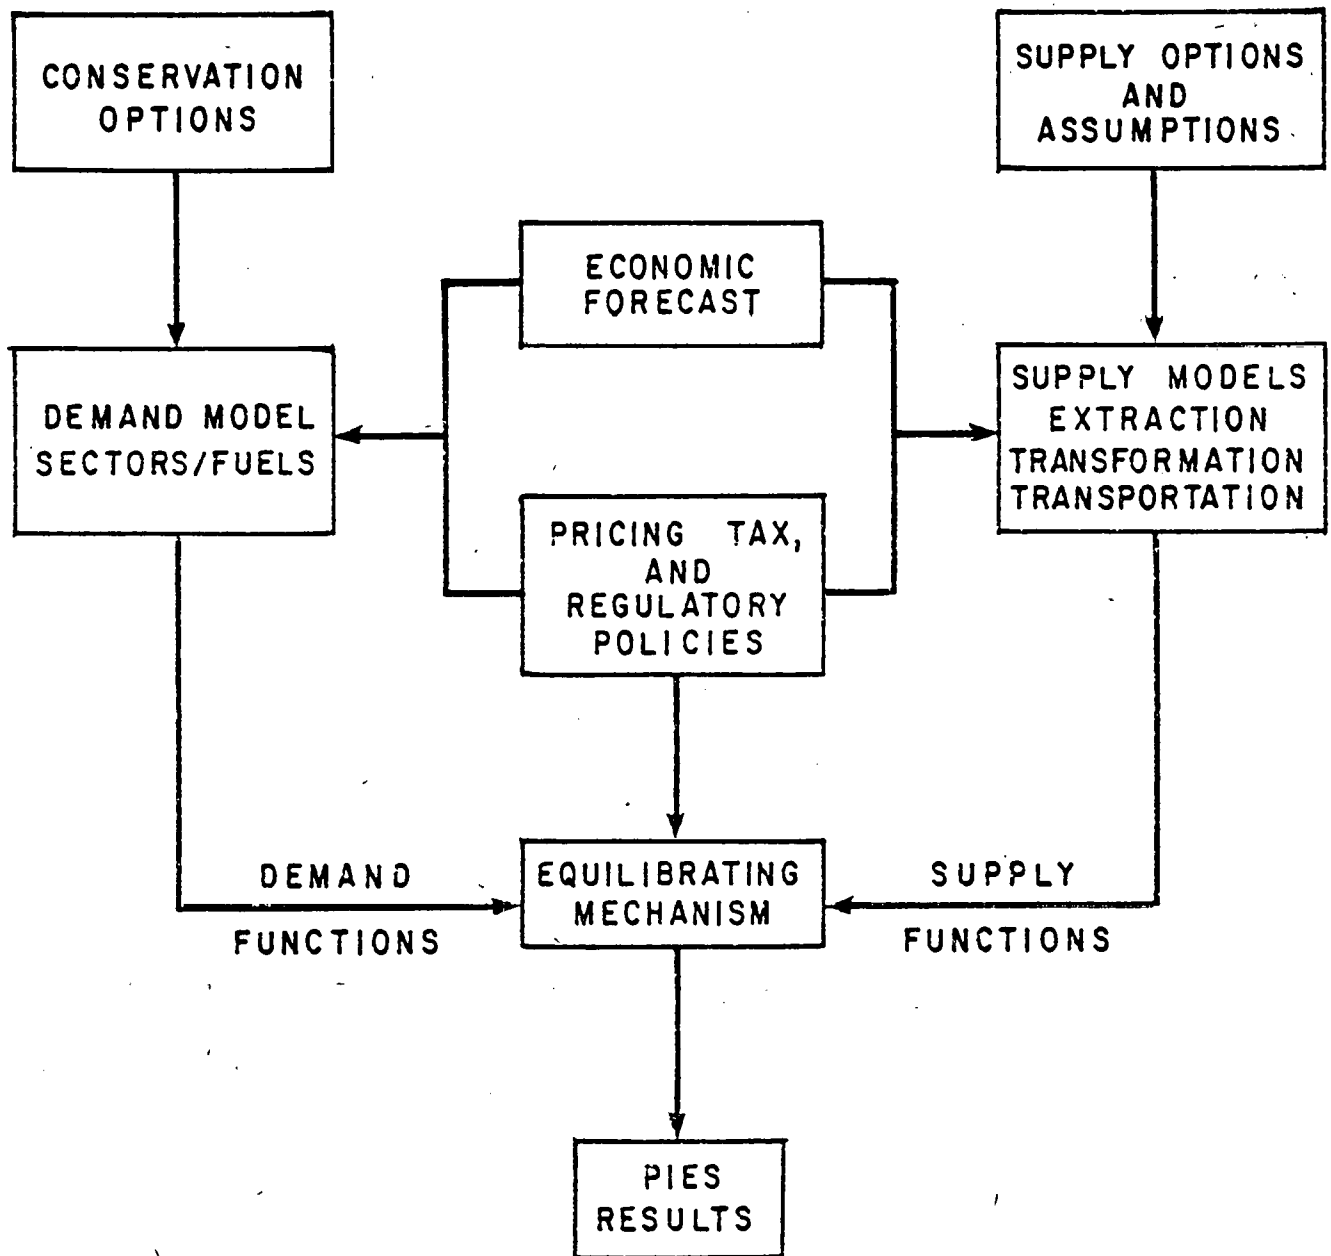 CONSERVATION
OPTIONS
SUPPLY OPTIONS
AND
ASSUMPTIONS
ECONOMIC
FORECAST
DEMAND MODEL
SECTORS/FUELS
SUPPLY MODELS
EXTRACTION
TRANSFORMATION
TRANSPORTATION
PRICING TAX,
AND
REGULATORY
POLICIES
DEMAND
FUNCTIONS
EQUILIBRATING
MECHANISM
SUPPLY
FUNCTIONS
PIES
RESULTS